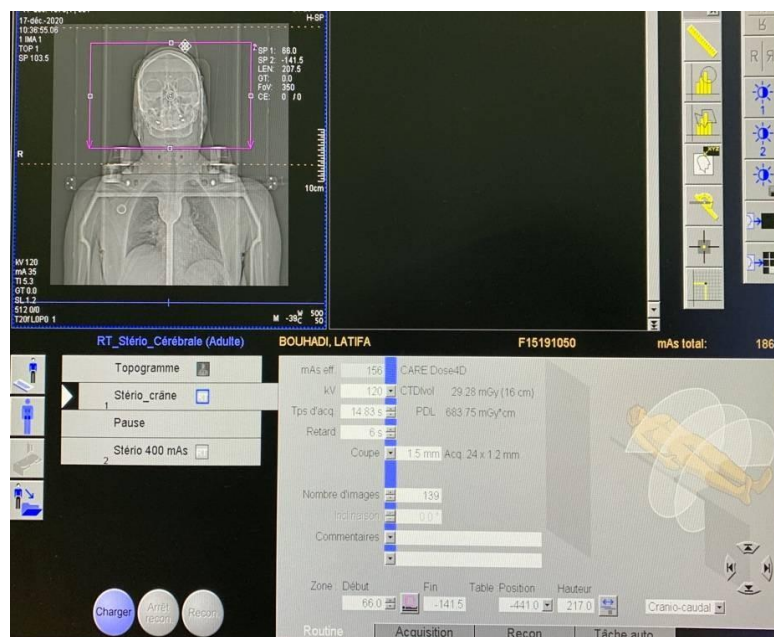 17-déc.-2020
H-SP
10:36:55.06
1 IMA 1
TOP 1
SP 103.5
SP 1: 66.0
SP 2: -141.5
LEN: 207.5
GT: 0.0
FoV: 350
CE: 0 / 0
R
10cm
kV 120
mA 35
TI 5.3
GT 0.0
SL 1.2
512 0/0
T20f L0P0 1
M
W 500
C 50
1
2
RT_Stério_Cérébrale (Adulte)
BOUHADI, LATIFA
F15191050
mAs total:
186
Topogramme
1 Stério_crâne RT
Pause
2 Stério 400 mAs RT
mAs eff. 156 CARE Dose4D
kV 120 CTDIvol 29.28 mGy (16 cm)
Tps d'acq. 14.83 s PDL 683.75 mGy*cm
Retard 6 s
Coupe 1.5 mm Acq. 24 x 1.2 mm
Nombre d'images 139
Inclinaison 0.0°
Commentaires
Zone: Début Fin Table :Position Hauteur
66.0 -141.5 -441.0 217.0 Cranio-caudal
Charger
Arrêt recon.
Recon
Routine Acquisition Recon Tâche auto